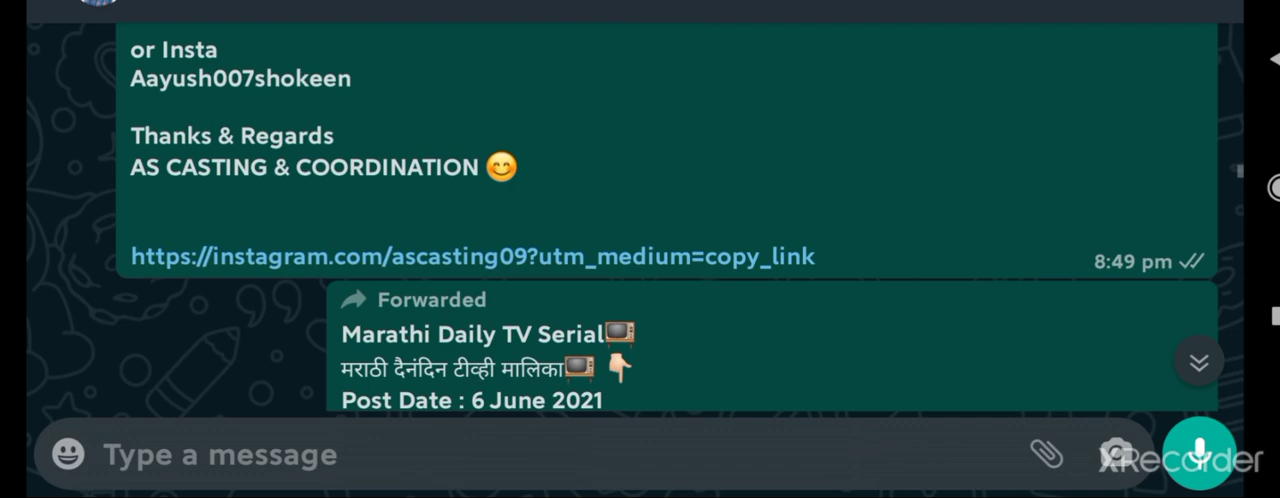 or Insta
Aayush007shokeen
Thanks & Regards
AS CASTING & COORDINATION 😊
https://instagram.com/ascasting09?utm_medium=copy_link
8:49 pm
Forwarded
Marathi Daily TV Serial📺
मराठी दैनंदिन टीव्ही मालिका📺 👇🏻
Post Date : 6 June 2021
Type a message
XRecorder